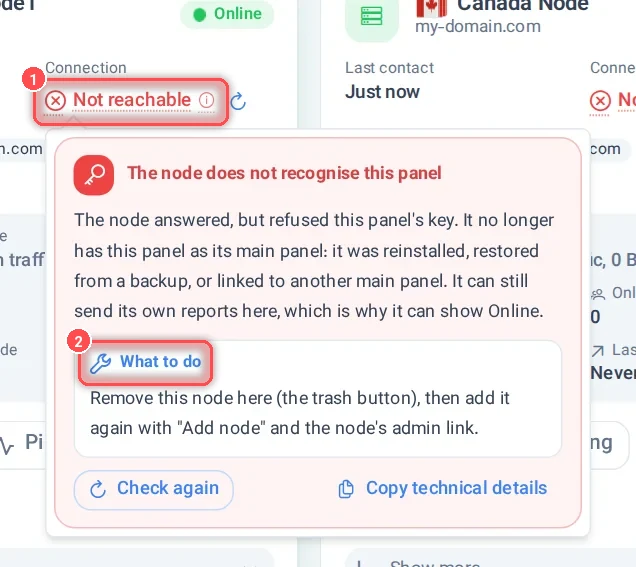 Online
Canada Node
my-domain.com
Connection
Last contact
1
Not reachable
Just now
n.com
com
The node does not recognise this panel
The node answered, but refused this panel's key. It no longer
has this panel as its main panel: it was reinstalled, restored
from a backup, or linked to another main panel. It can still
send its own reports here, which is why it can show Online.
0 B
0
2
What to do
Never
Remove this node here (the trash button), then add it
again with "Add node" and the node's admin link.
Check again
Copy technical details
Show more